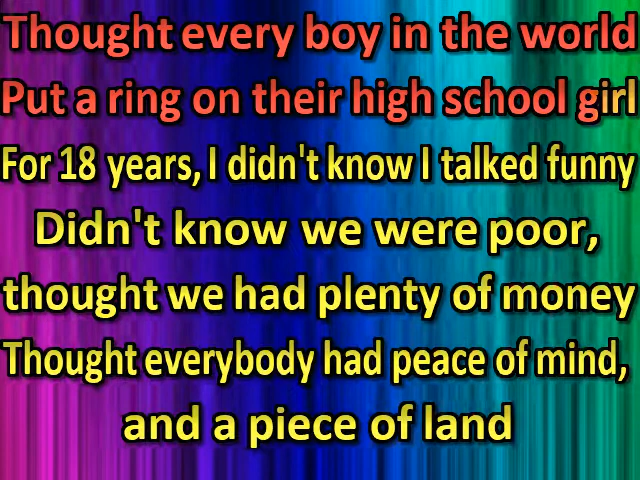 Thought every boy in the world
Put a ring on their high school girl
For 18 years, I didn't know I talked funny
Didn't know we were poor,
thought we had plenty of money
Thought everybody had peace of mind,
and a piece of land